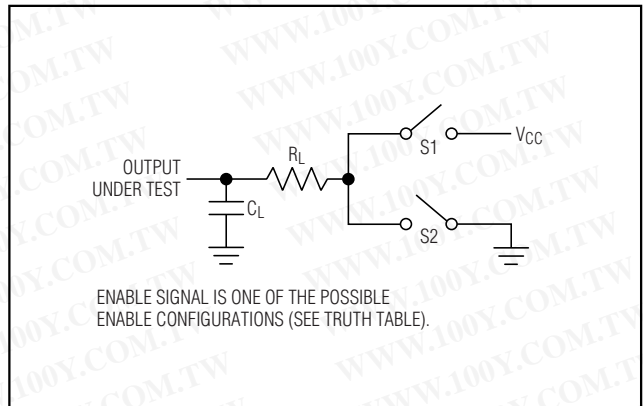 S1
VCC
OUTPUT
UNDER TEST
RL
CL
S2
ENABLE SIGNAL IS ONE OF THE POSSIBLE
ENABLE CONFIGURATIONS (SEE TRUTH TABLE).
WWW.100Y.COM.TW